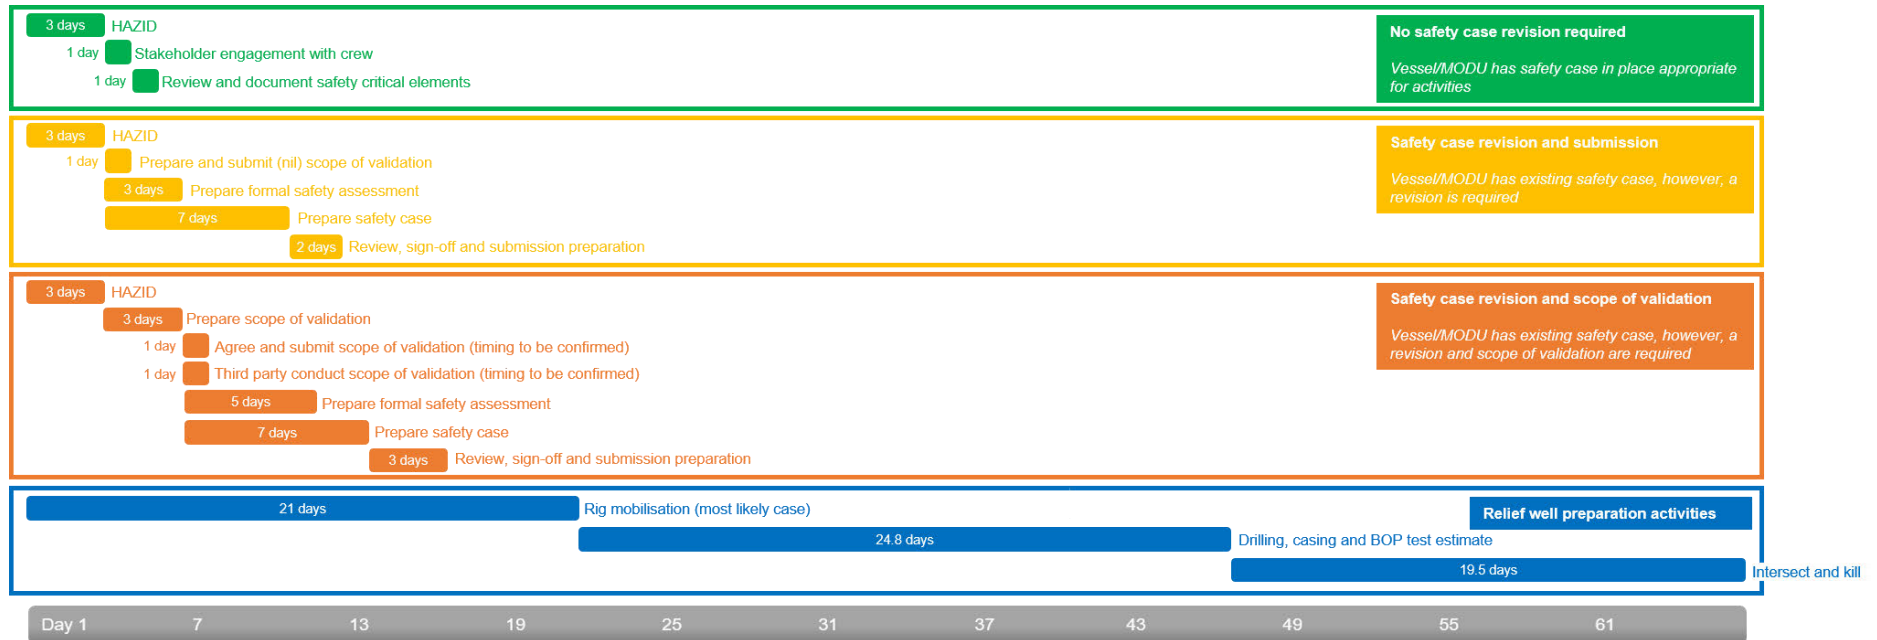 3 days HAZID
1 day Stakeholder engagement with crew
1 day Review and document safety critical elements
No safety case revision required
Vessel/MODU has safety case in place appropriate
for activities
3 days HAZID
1 day Prepare and submit (nil) scope of validation
3 days Prepare formal safety assessment
7 days Prepare safety case
2 days Review, sign-off and submission preparation
Safety case revision and submission
Vessel/MODU has existing safety case, however, a
revision is required
3 days HAZID
3 days Prepare scope of validation
1 day Agree and submit scope of validation (timing to be confirmed)
1 day Third party conduct scope of validation (timing to be confirmed)
5 days Prepare formal safety assessment
7 days Prepare safety case
3 days Review, sign-off and submission preparation
Safety case revision and scope of validation
Vessel/MODU has existing safety case, however, a
revision and scope of validation are required
21 days Rig mobilisation (most likely case)
Relief well preparation activities
24.8 days Drilling, casing and BOP test estimate
19.5 days Intersect and kill
Day 1 7 13 19 25 31 37 43 49 55 61